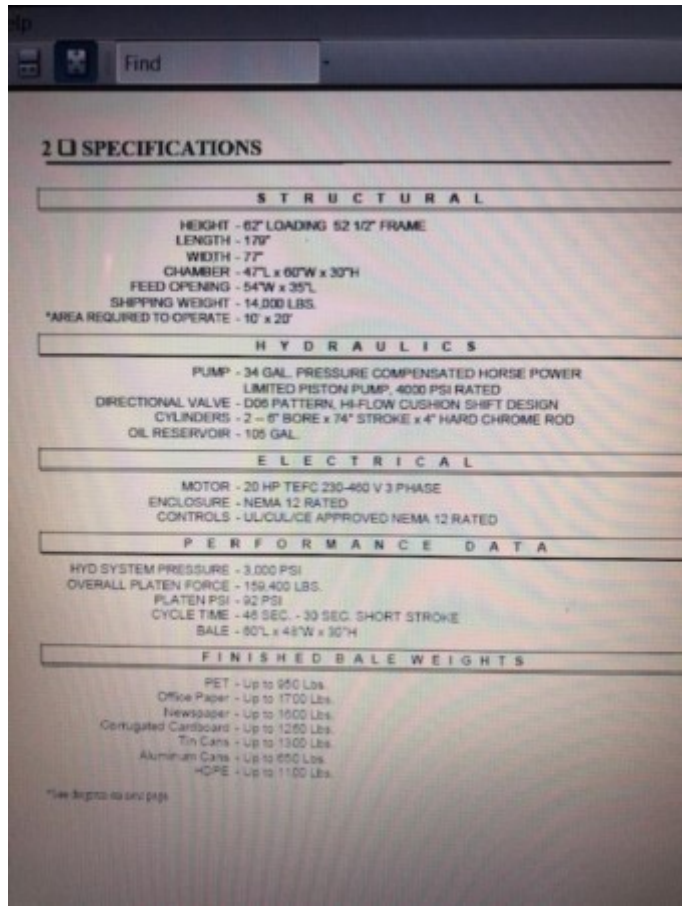 elp
Find
2 ❑ SPECIFICATIONS
STRUCTURAL
HEIGHT - 62" LOADING 52 1/2" FRAME
LENGTH - 179"
WIDTH - 77"
CHAMBER - 47"L x 60"W x 30"H
FEED OPENING - 54"W x 35"L
SHIPPING WEIGHT - 14,000 LBS.
*AREA REQUIRED TO OPERATE - 10' x 20'
HYDRAULICS
PUMP - 34 GAL. PRESSURE COMPENSATED HORSE POWER
LIMITED PISTON PUMP, 4000 PSI RATED
DIRECTIONAL VALVE - D06 PATTERN, HI-FLOW CUSHION SHIFT DESIGN
CYLINDERS - 2 – 6" BORE x 74" STROKE x 4" HARD CHROME ROD
OIL RESERVOIR - 105 GAL.
ELECTRICAL
MOTOR - 20 HP TEFC 230-460 V 3 PHASE
ENCLOSURE - NEMA 12 RATED
CONTROLS - UL/CUL/CE APPROVED NEMA 12 RATED
PERFORMANCE DATA
HYD SYSTEM PRESSURE - 3,000 PSI
OVERALL PLATEN FORCE - 159,400 LBS.
PLATEN PSI - 92 PSI
CYCLE TIME - 48 SEC. - 30 SEC. SHORT STROKE
BALE - 60"L x 48"W x 30"H
FINISHED BALE WEIGHTS
PET - Up to 950 Lbs.
Office Paper - Up to 1700 Lbs.
Newspaper - Up to 1600 Lbs.
Corrugated Cardboard - Up to 1250 Lbs.
Tin Cans - Up to 1300 Lbs.
Aluminum Cans - Up to 650 Lbs.
HDPE - Up to 1100 Lbs.
*See on next page